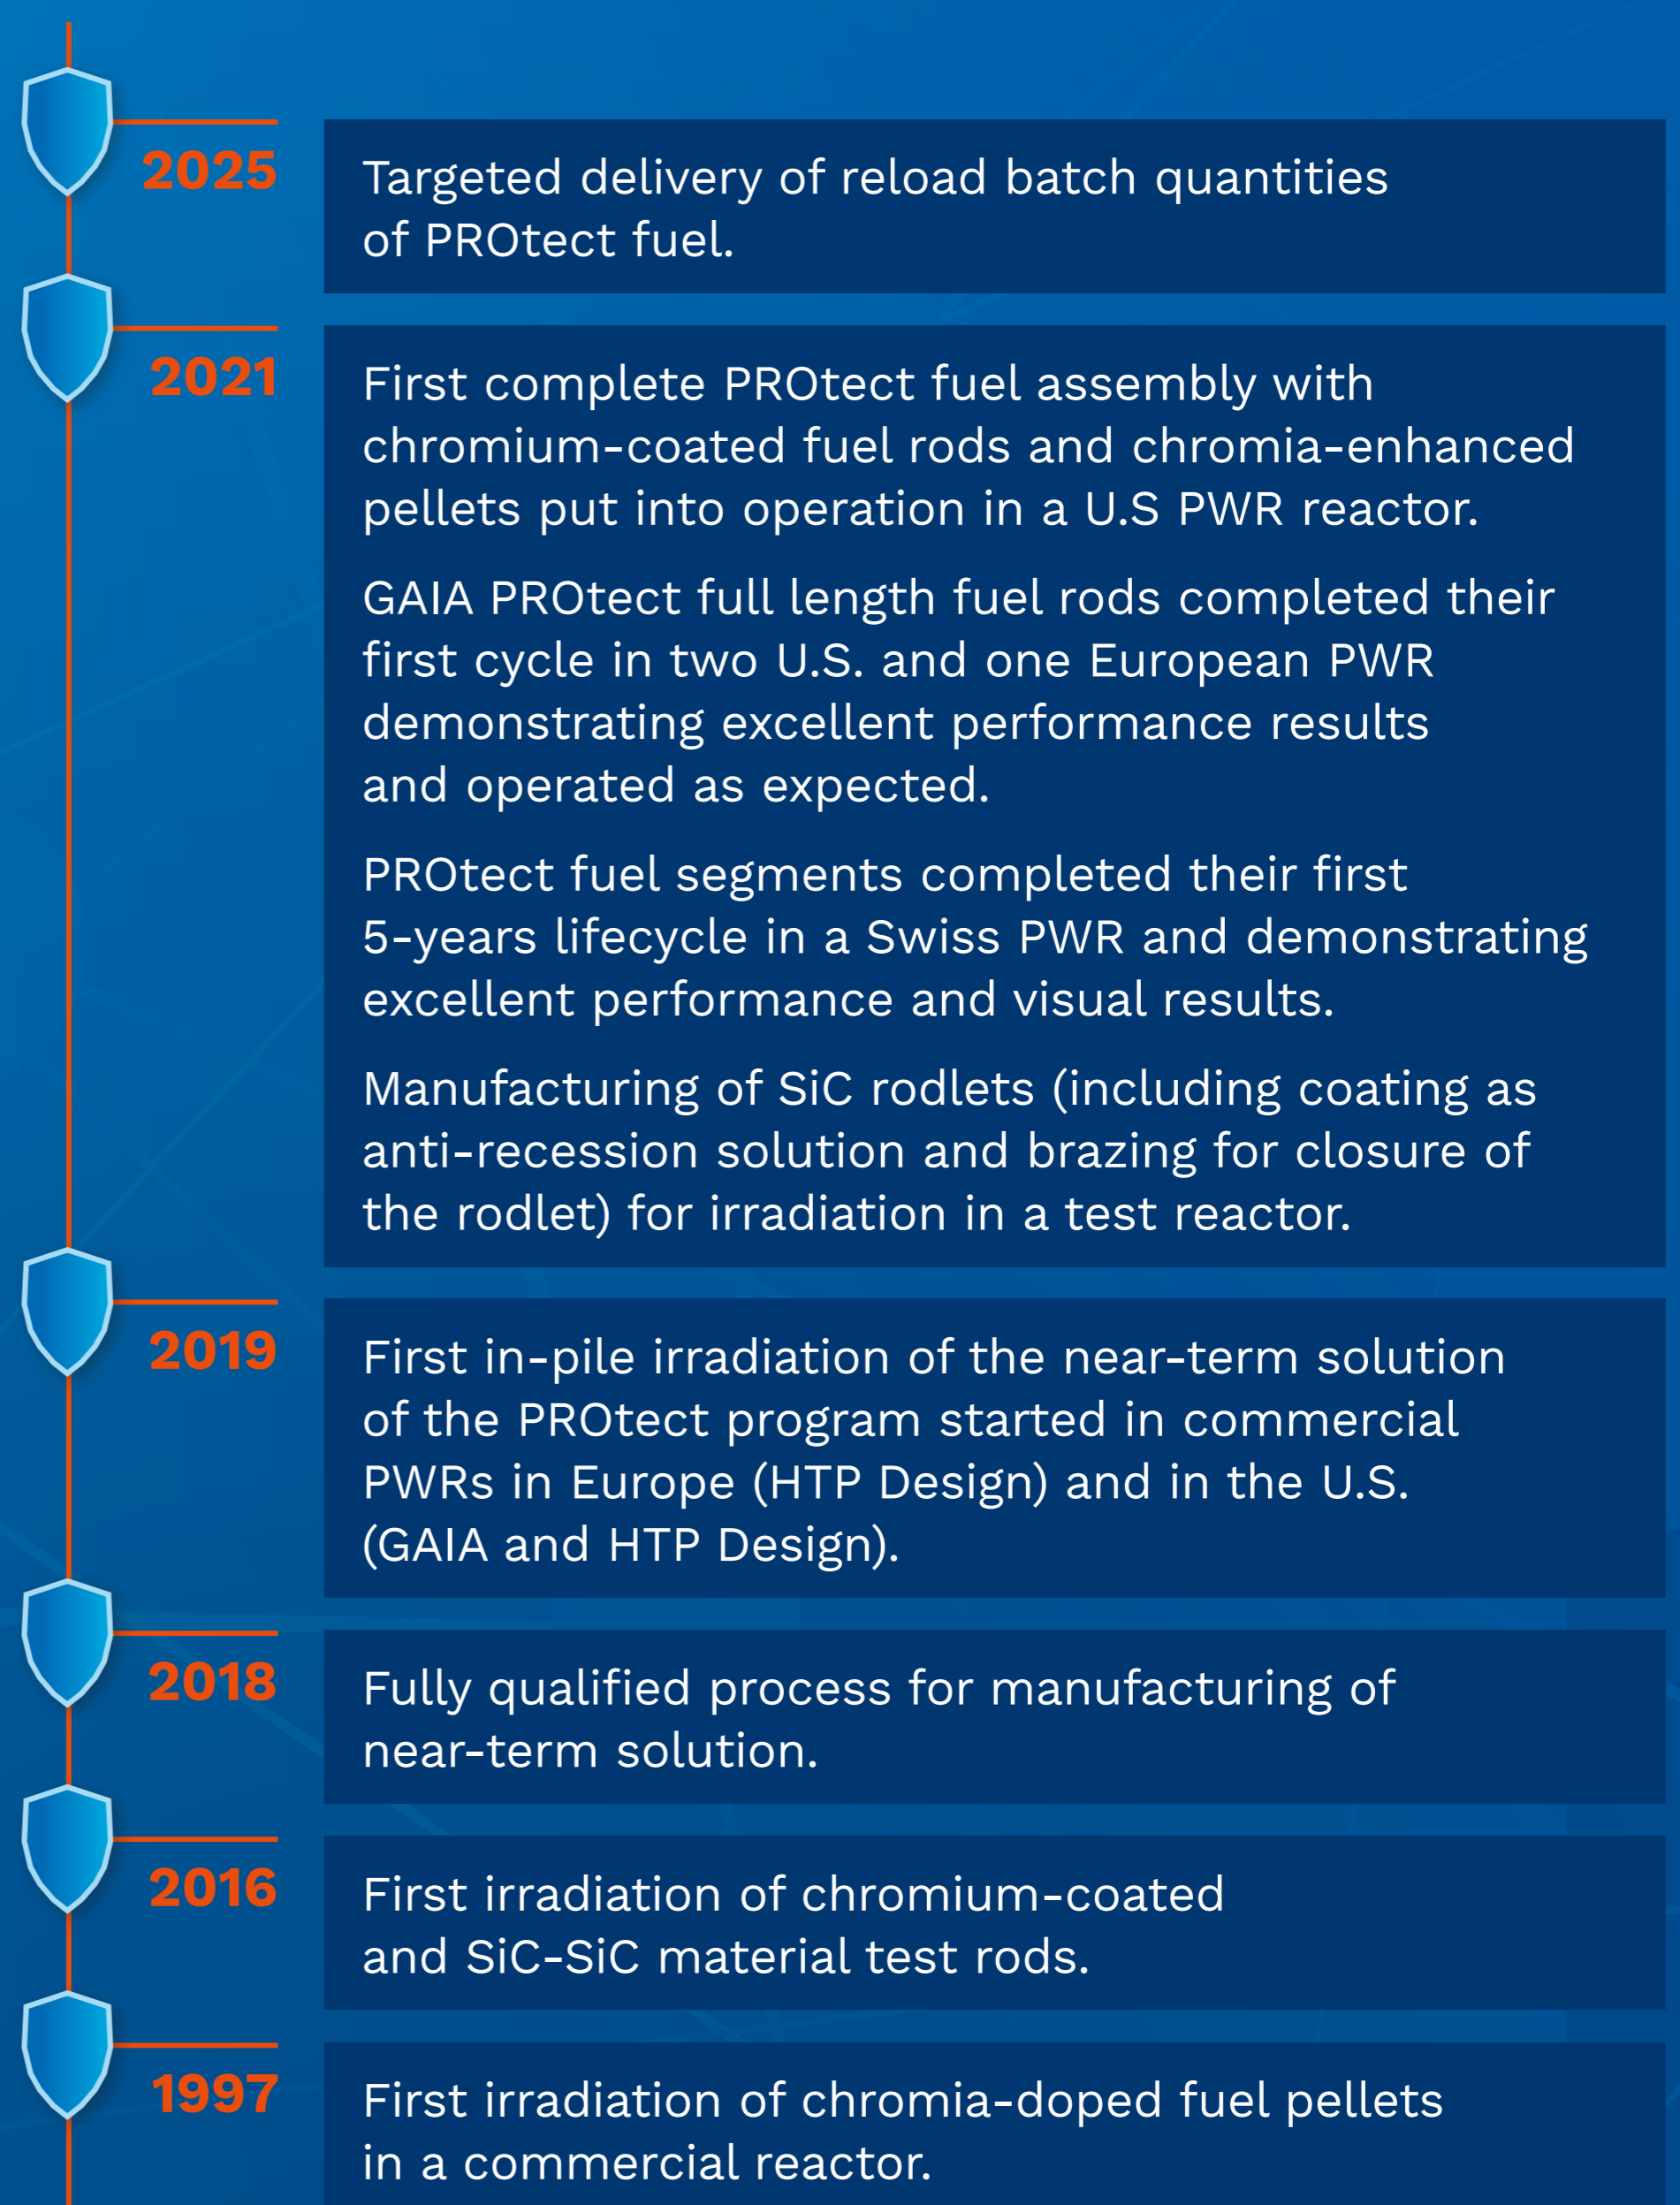 2025
Targeted delivery of reload batch quantities
of PROtect fuel.
2021
First complete PROtect fuel assembly with
chromium-coated fuel rods and chromia-enhanced
pellets put into operation in a U.S PWR reactor.
GAIA PROtect full length fuel rods completed their
first cycle in two U.S. and one European PWR
demonstrating excellent performance results
and operated as expected.
PROtect fuel segments completed their first
5-years lifecycle in a Swiss PWR and demonstrating
excellent performance and visual results.
Manufacturing of SiC rodlets (including coating as
anti-recession solution and brazing for closure of
the rodlet) for irradiation in a test reactor.
2019
First in-pile irradiation of the near-term solution
of the PROtect program started in commercial
PWRs in Europe (HTP Design) and in the U.S.
(GAIA and HTP Design).
2018
Fully qualified process for manufacturing of
near-term solution.
2016
First irradiation of chromium-coated
and SiC-SiC material test rods.
1997
First irradiation of chromia-doped fuel pellets
in a commercial reactor.